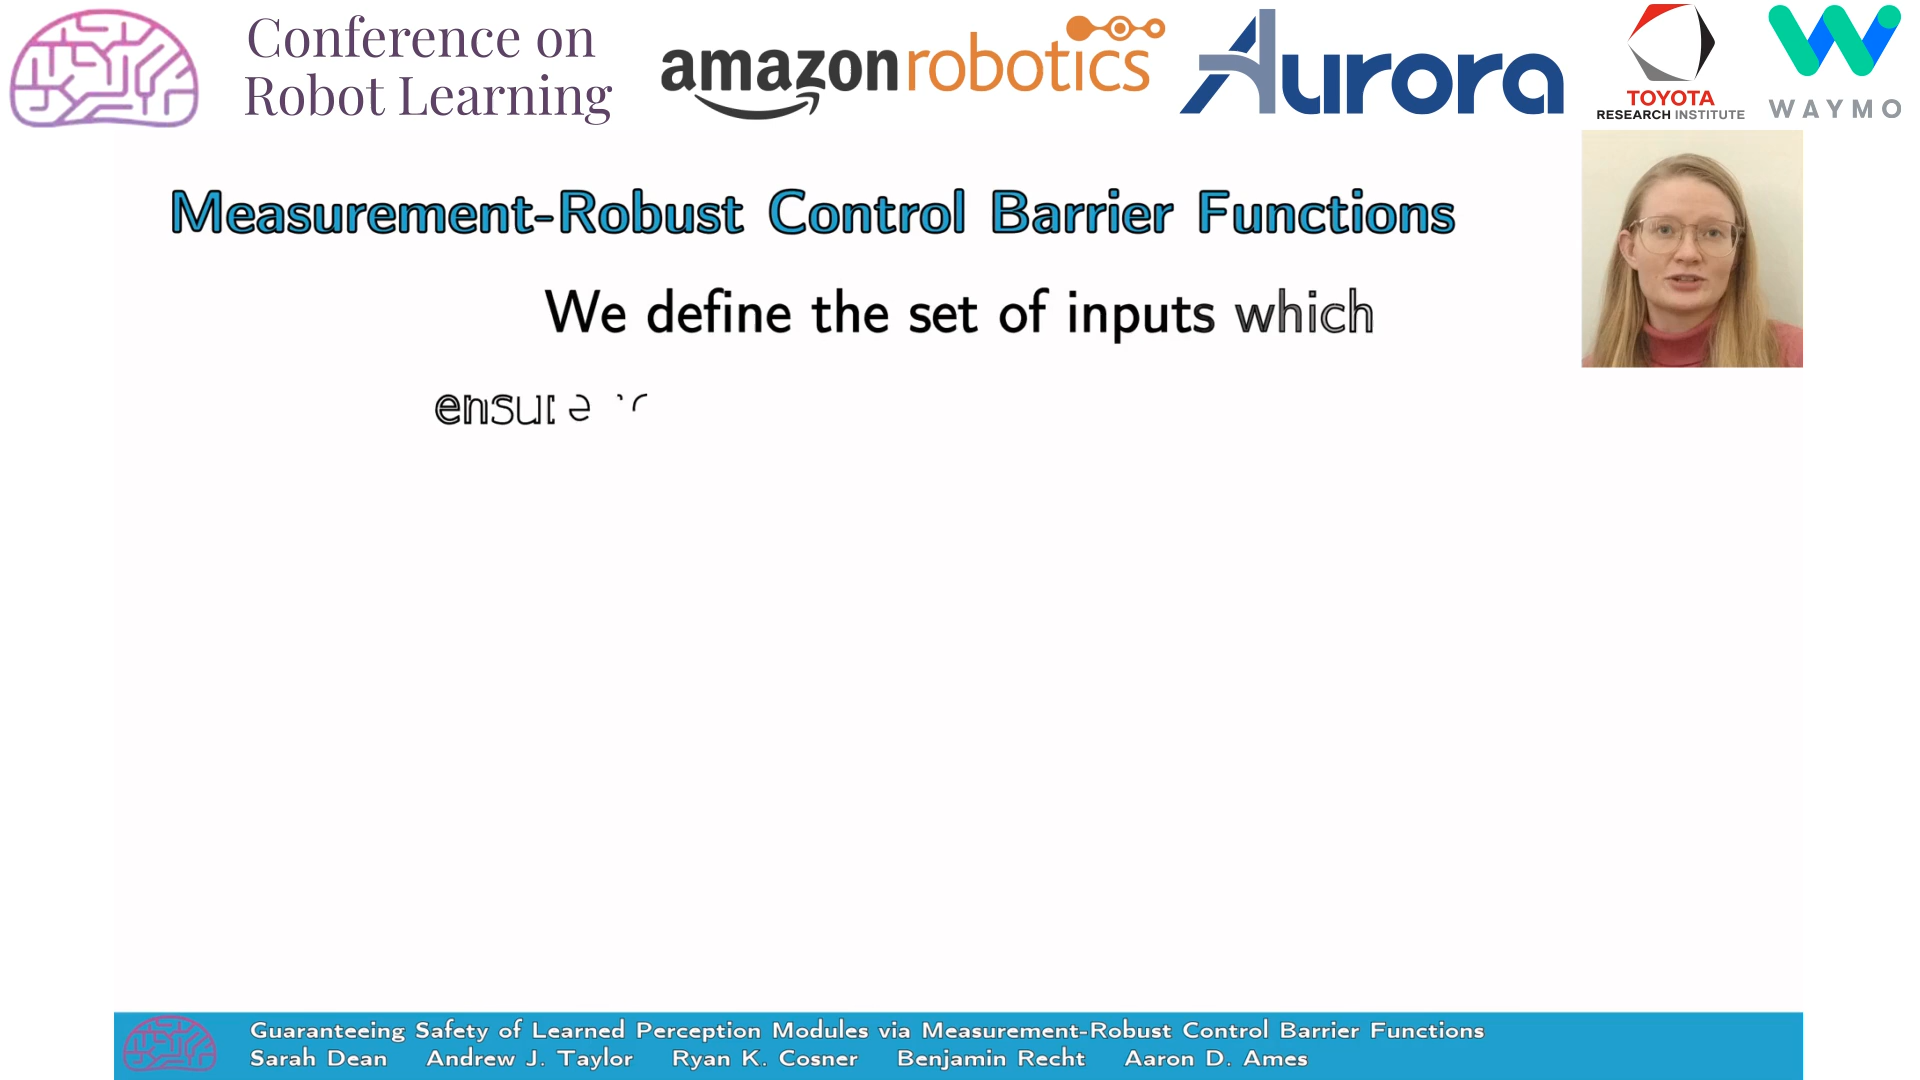 Conference on
Robot Learning
amazon robotics
Aurora
TOYOTA
RESEARCH INSTITUTE
WAYMO
Measurement-Robust Control Barrier Functions
We define the set of inputs which
ensure
Guaranteeing Safety of Learned Perception Modules via Measurement-Robust Control Barrier Functions
Sarah Dean Andrew J. Taylor Ryan K. Cosner Benjamin Recht Aaron D. Ames